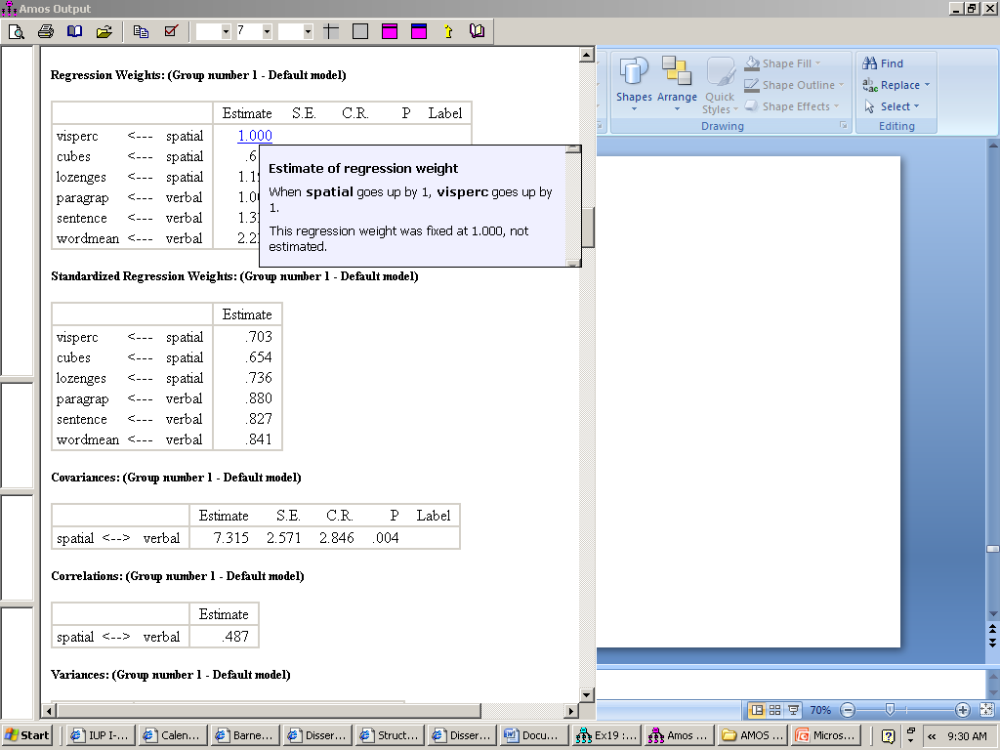 Amos Output
7
Regression Weights: (Group number 1 - Default model)
Estimate S.E. C.R. P Label
visperc <--- spatial 1.000
cubes <--- spatial .6
lozenges <--- spatial 1.1
paragrap <--- verbal 1.0
sentence <--- verbal 1.3
wordmean <--- verbal 2.2
Estimate of regression weight
When spatial goes up by 1, visperc goes up by
1.
This regression weight was fixed at 1.000, not
estimated.
Standardized Regression Weights: (Group number 1 - Default model)
Estimate
visperc <--- spatial .703
cubes <--- spatial .654
lozenges <--- spatial .736
paragrap <--- verbal .880
sentence <--- verbal .827
wordmean <--- verbal .841
Covariances: (Group number 1 - Default model)
Estimate S.E. C.R. P Label
spatial <--> verbal 7.315 2.571 2.846 .004
Correlations: (Group number 1 - Default model)
Estimate
spatial <--> verbal .487
Variances: (Group number 1 - Default model)
Shapes Arrange Quick
Styles
Shape Fill
Shape Outline
Shape Effects
Drawing
Find
Replace
Select
Editing
70%
Start IUP I-... Calen... Barne... Disser... Struct... Disser... Docu... Ex19 :... Amos ... AMOS ... Micros... « 9:30 AM